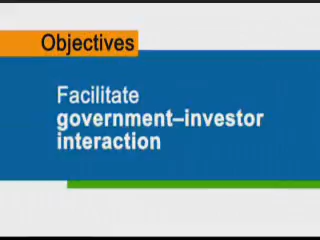 Objectives
Facilitate
government–investor
interaction